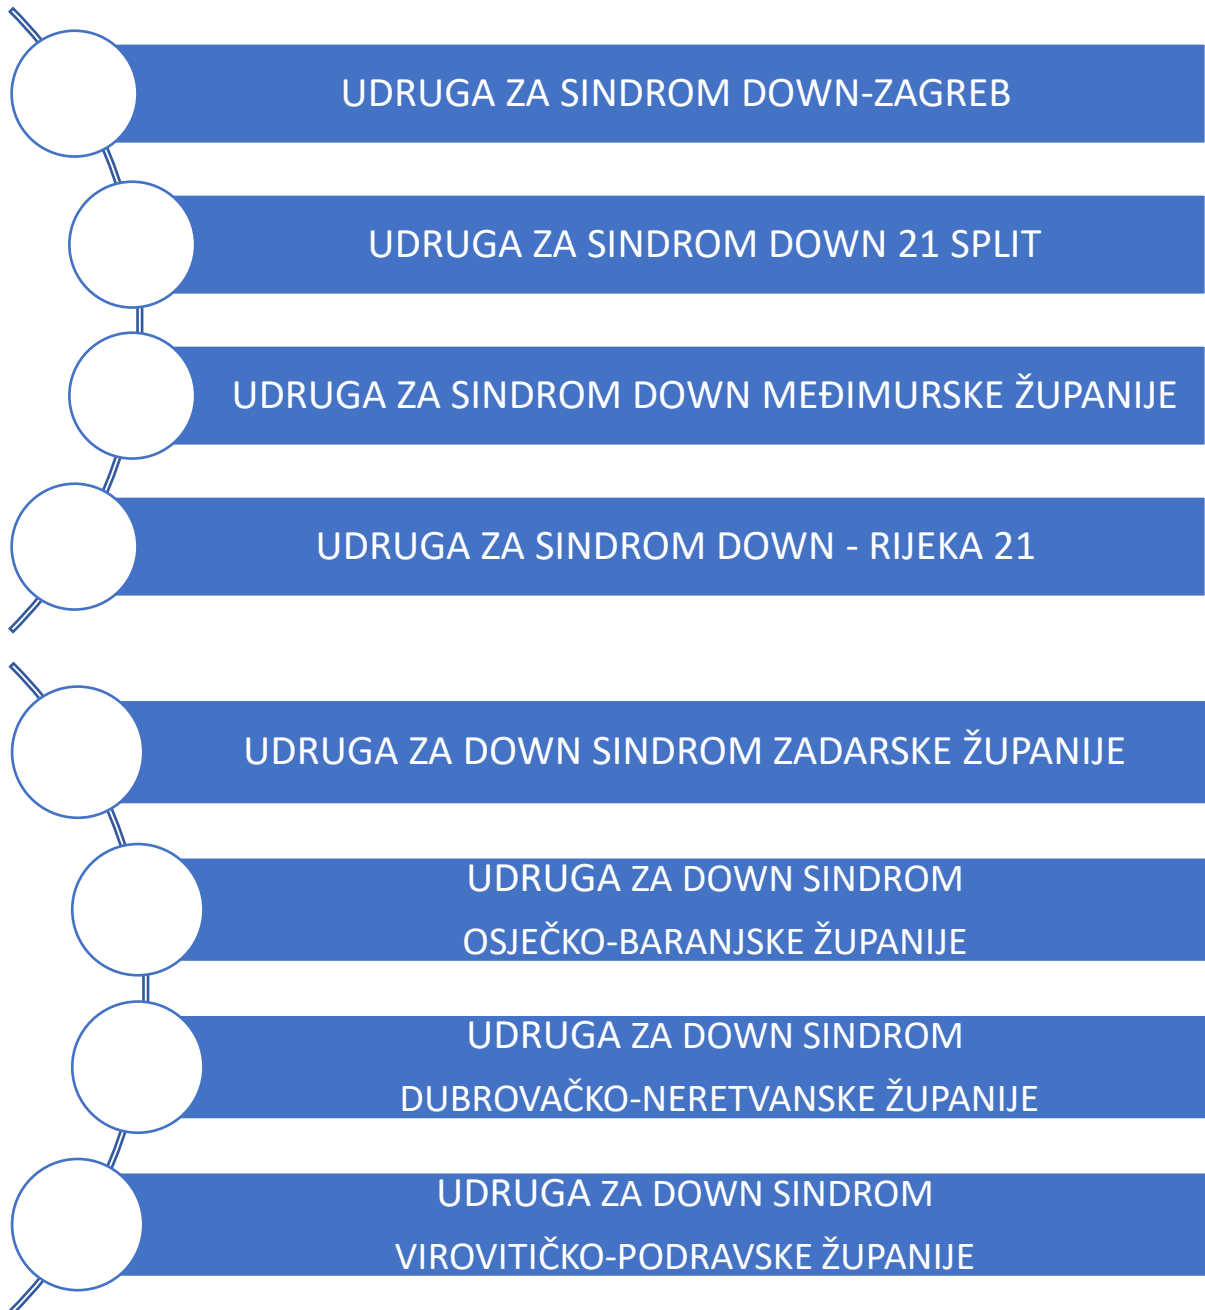 UDRUGA ZA SINDROM DOWN-ZAGREB
UDRUGA ZA SINDROM DOWN 21 SPLIT
UDRUGA ZA SINDROM DOWN MEĐIMURSKE ŽUPANIJE
UDRUGA ZA SINDROM DOWN - RIJEKA 21
UDRUGA ZA DOWN SINDROM ZADARSKE ŽUPANIJE
UDRUGA ZA DOWN SINDROM
OSJEČKO-BARANJSKE ŽUPANIJE
UDRUGA ZA DOWN SINDROM
DUBROVAČKO-NERETVANSKE ŽUPANIJE
UDRUGA ZA DOWN SINDROM
VIROVITIČKO-PODRAVSKE ŽUPANIJE